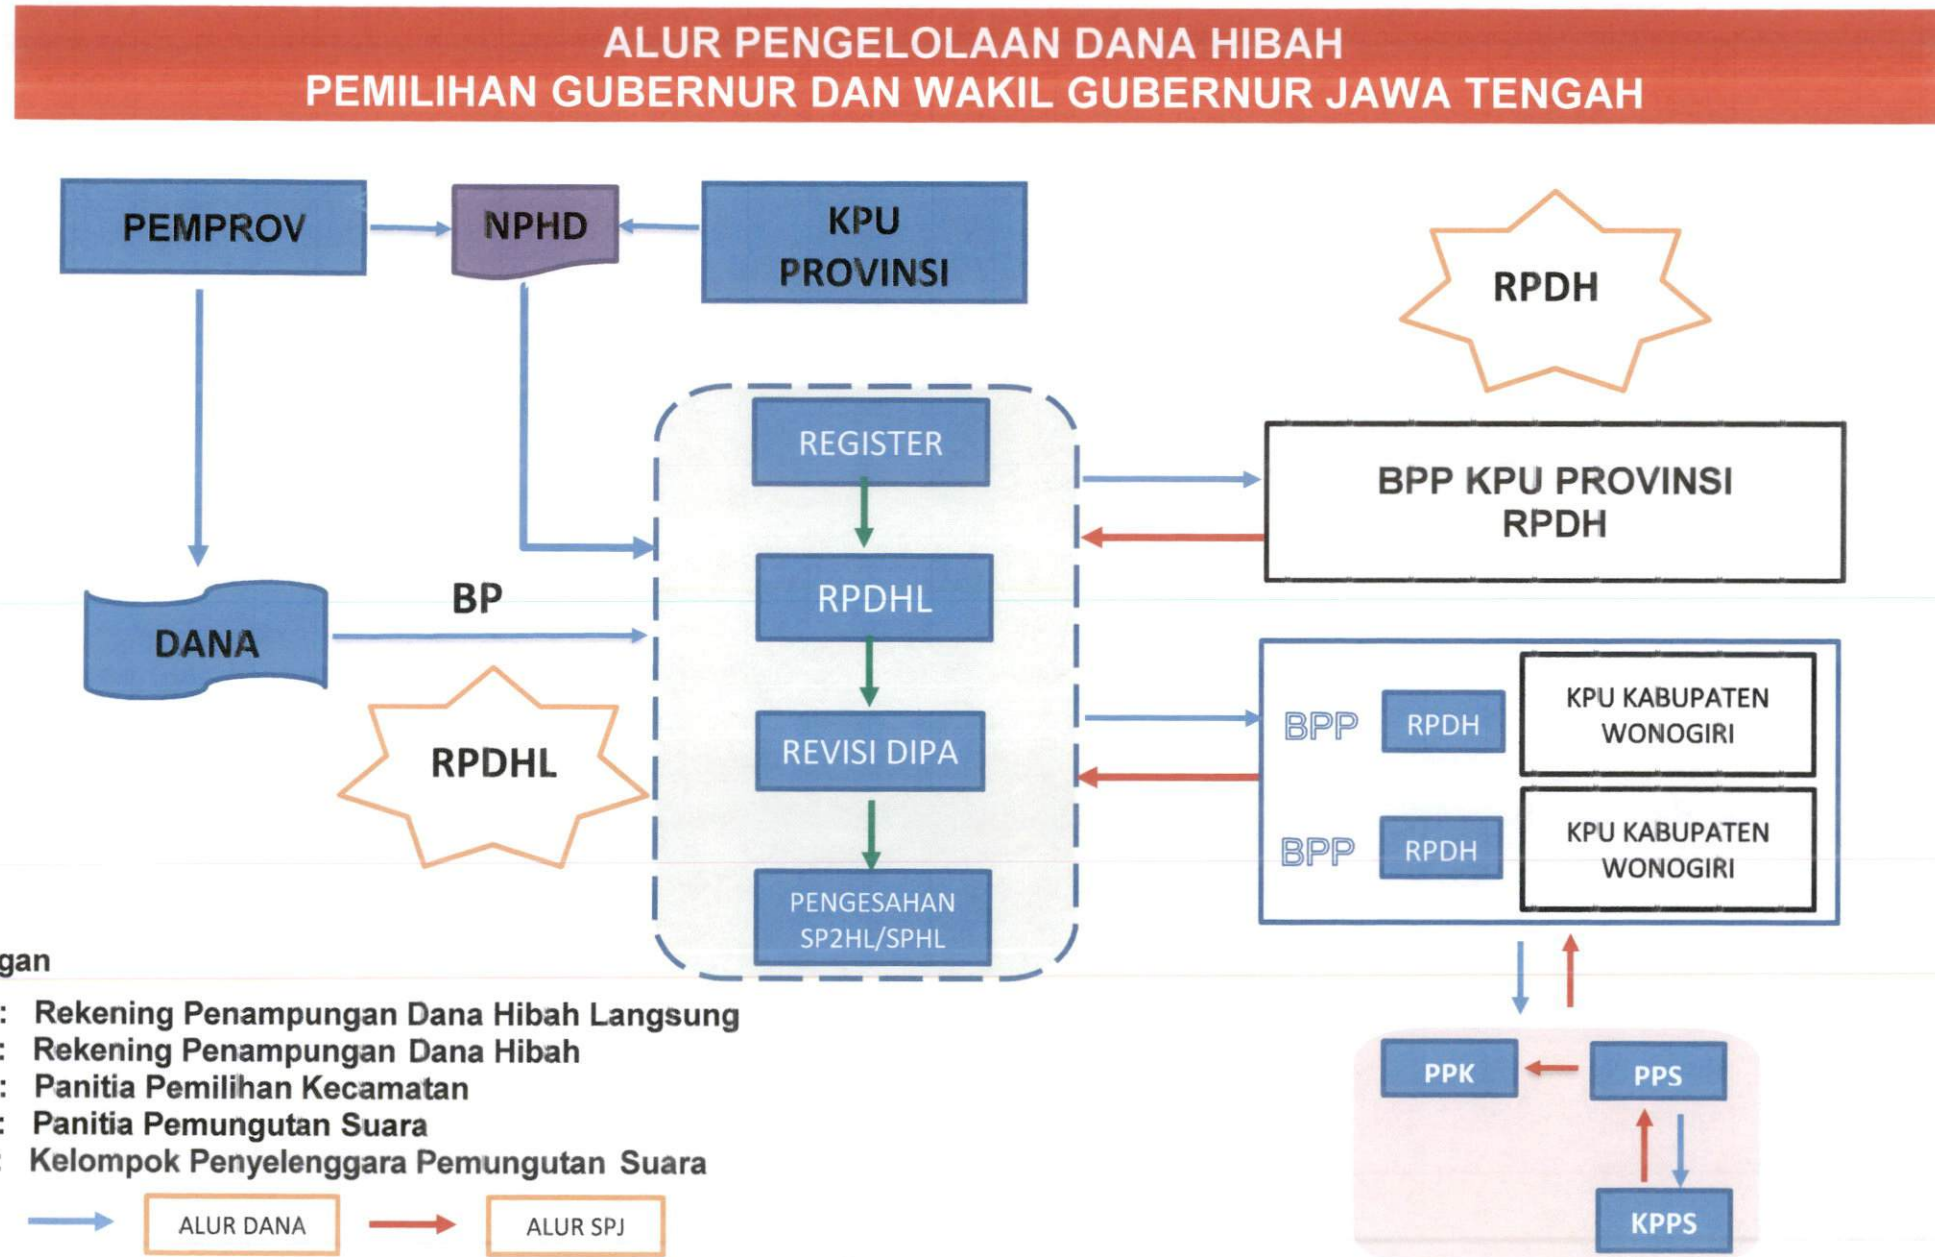 ALUR PENGELOLAAN DANA HIBAH
PEMILIHAN GUBERNUR DAN WAKIL GUBERNUR JAWA TENGAH
PEMPROV
NPHD
KPU
PROVINSI
RPDH
REGISTER
BPP KPU PROVINSI
RPDH
RPDHL
BP
DANA
RPDHL
REVISI DIPA
BPP
RPDH
KPU KABUPATEN
WONOGIRI
BPP
RPDH
KPU KABUPATEN
WONOGIRI
PENGESAHAN
SP2HL/SPHL
gan
: Rekening Penampungan Dana Hibah Langsung
: Rekening Penampungan Dana Hibah
: Panitia Pemilihan Kecamatan
: Panitia Pemungutan Suara
: Kelompok Penyelenggara Pemungutan Suara
ALUR DANA
ALUR SPJ
PPK
PPS
KPPS